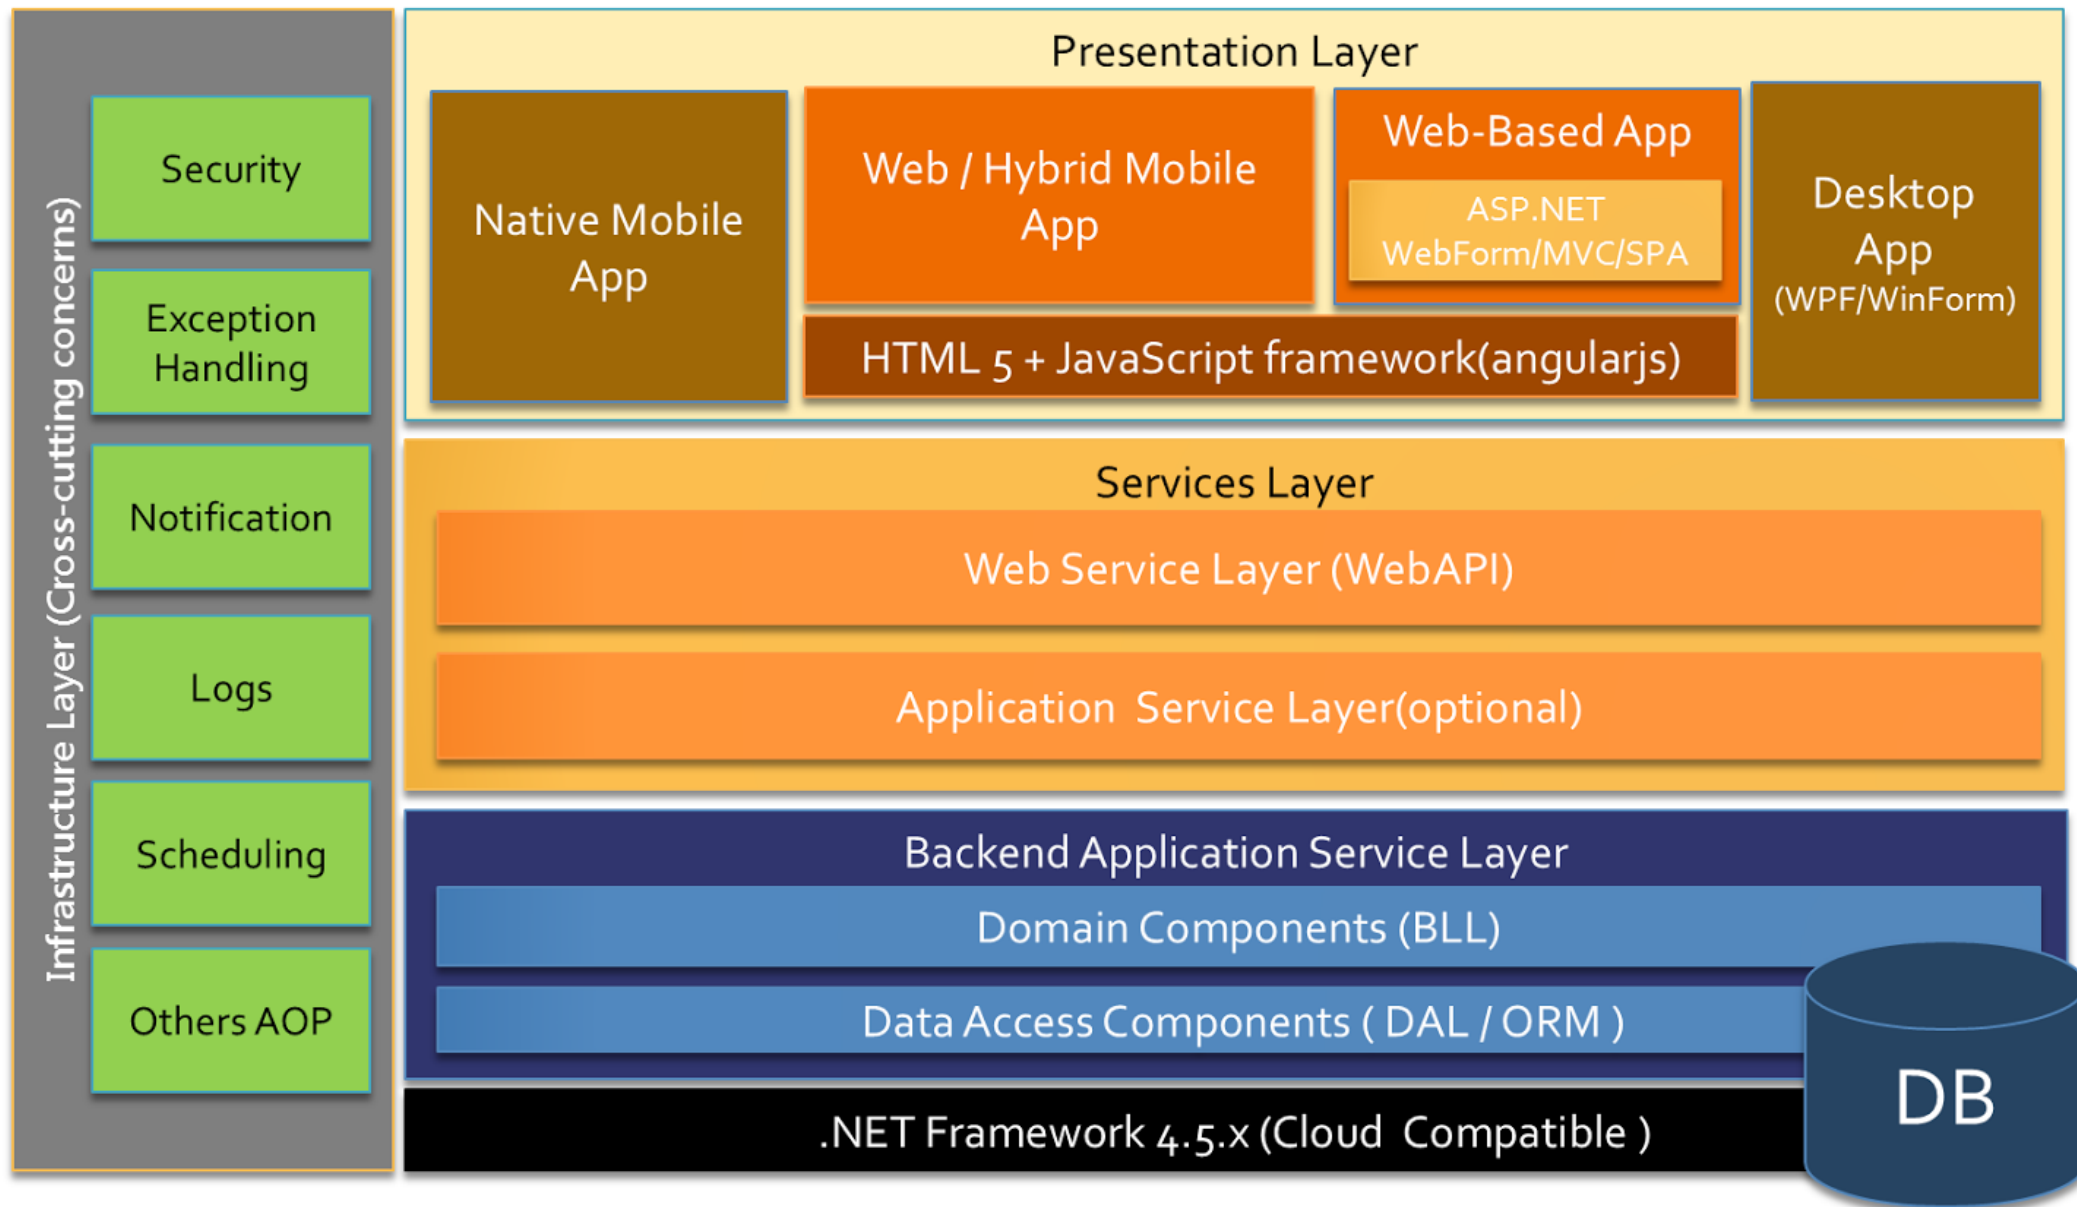 Infrastructure Layer (Cross-cutting concerns)
Security
Exception
Handling
Notification
Logs
Scheduling
Others AOP
Presentation Layer
Native Mobile
App
Web / Hybrid Mobile
App
Web-Based App
ASP.NET
WebForm/MVC/SPA
Desktop
App
(WPF/WinForm)
HTML 5 + JavaScript framework(angularjs)
Services Layer
Web Service Layer (WebAPI)
Application  Service Layer(optional)
Backend Application Service Layer
Domain Components (BLL)
Data Access Components ( DAL / ORM )
.NET Framework 4.5.x (Cloud  Compatible )
DB